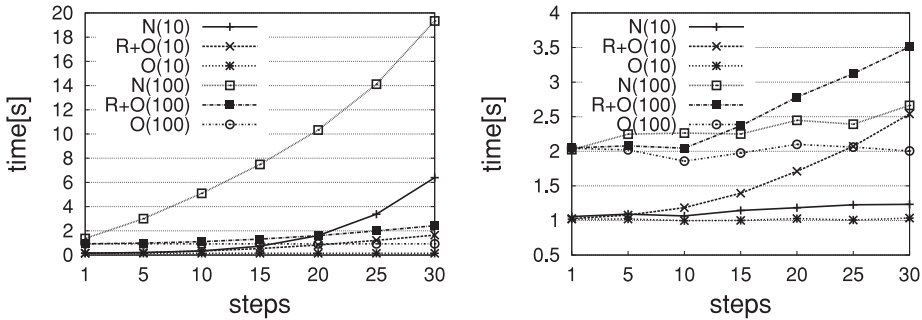 20
18
16
14
12
10
8
6
4
2
0
time[s]
N(10)
R+O(10)
O(10)
N(100)
R+O(100)
O(100)
1 5 10 15 20 25 30
steps
4
3.5
3
2.5
2
1.5
1
0.5
time[s]
N(10)
R+O(10)
O(10)
N(100)
R+O(100)
O(100)
1 5 10 15 20 25 30
steps